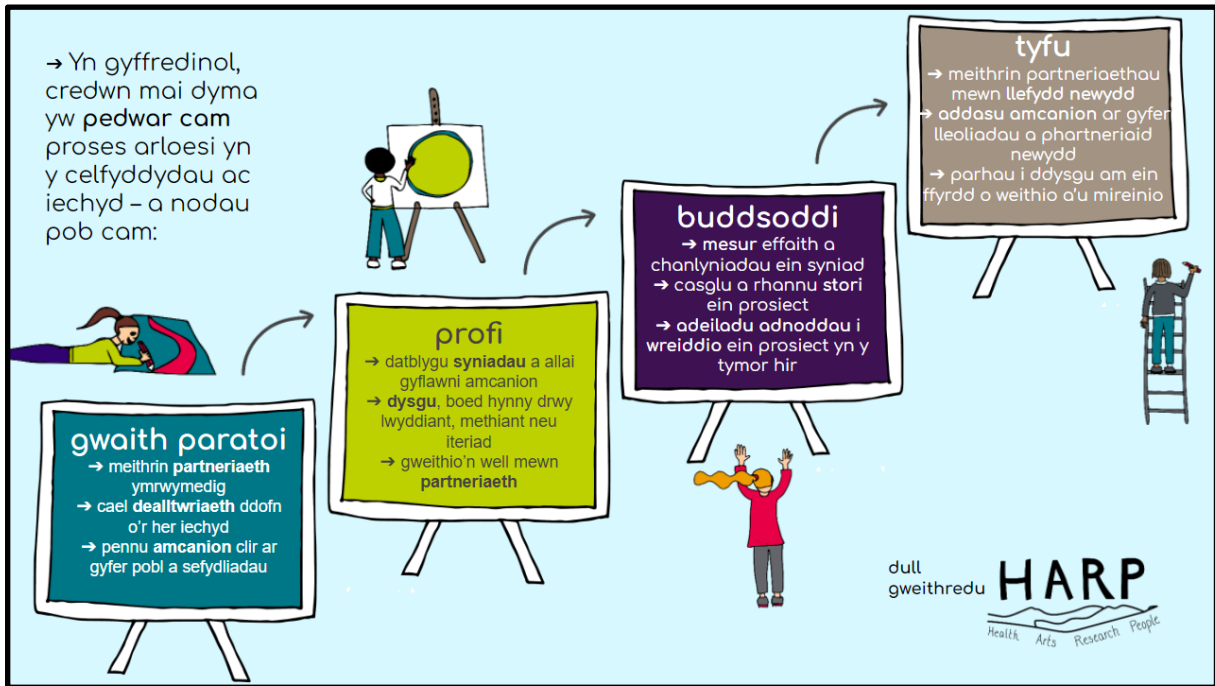 → Yn gyffredinol,
credwn mai dyma
yw pedwar cam
proses arloesi yn
y celfyddydau ac
iechyd – a nodau
pob cam:
gwaith paratoi
→ meithrin partneriaeth
ymrwymedig
→ cael dealltwriaeth ddofn
o'r her iechyd
→ pennu amcanion clir ar
gyfer pobl a sefydliadau
profi
→ datblygu syniadau a allai
gyflawni amcanion
→ dysgu, boed hynny drwy
lwyddiant, methiant neu
iteriad
→ gweithio'n well mewn
partneriaeth
buddsoddi
→ mesur effaith a
chanlyniadau ein syniad
→ casglu a rhannu stori
ein prosiect
→ adeiladu adnoddau i
wreiddio ein prosiect yn y
tymor hir
tyfu
→ meithrin partneriaethau
mewn llefydd newydd
→ addasu amcanion ar gyfer
lleoliadau a phartneriaid
newydd
→ parhau i ddysgu am ein
ffyrdd o weithio a'u mireinio
dull
gweithredu
HARP
Health Arts Research People